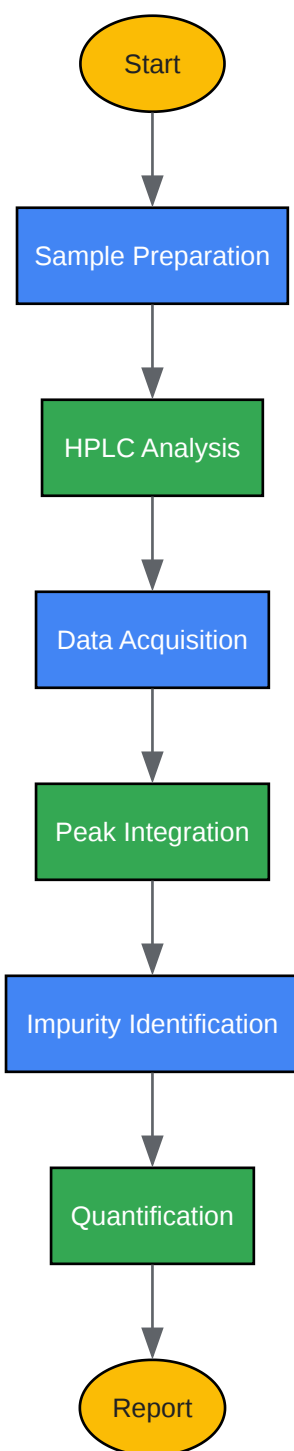 Start
Sample Preparation
HPLC Analysis
Data Acquisition
Peak Integration
Impurity Identification
Quantification
Report